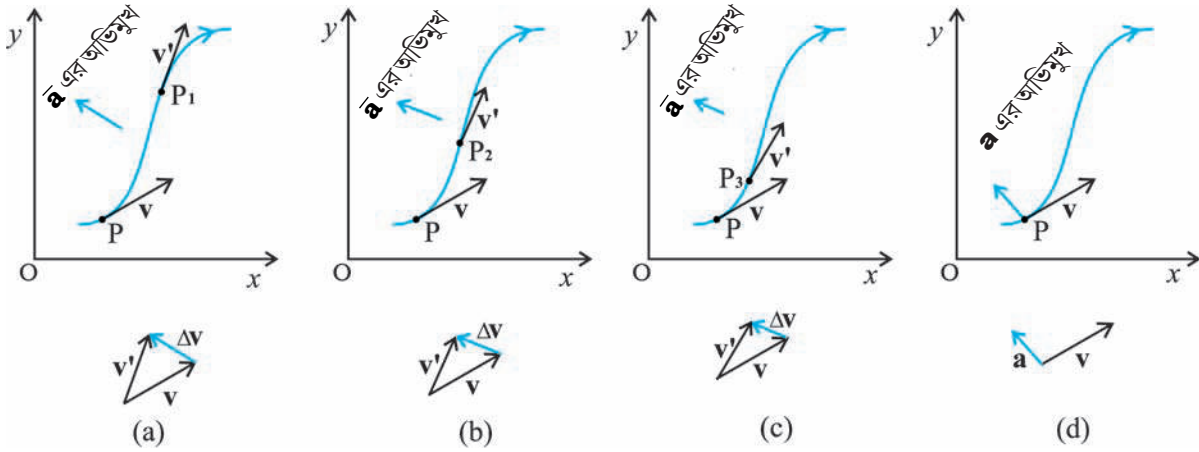 y
v'
ā এর অভিমুখ
P₁
v
P
O
x
Δv
v'
v
(a)
y
ā এর অভিমুখ
v'
P₂
v
P
O
x
Δv
v'
v
(b)
y
ā এর অভিমুখ
v'
P₃
v
P
O
x
Δv
v'
v
(c)
y
a এর অভিমুখ
v
P
O
x
a
v
(d)